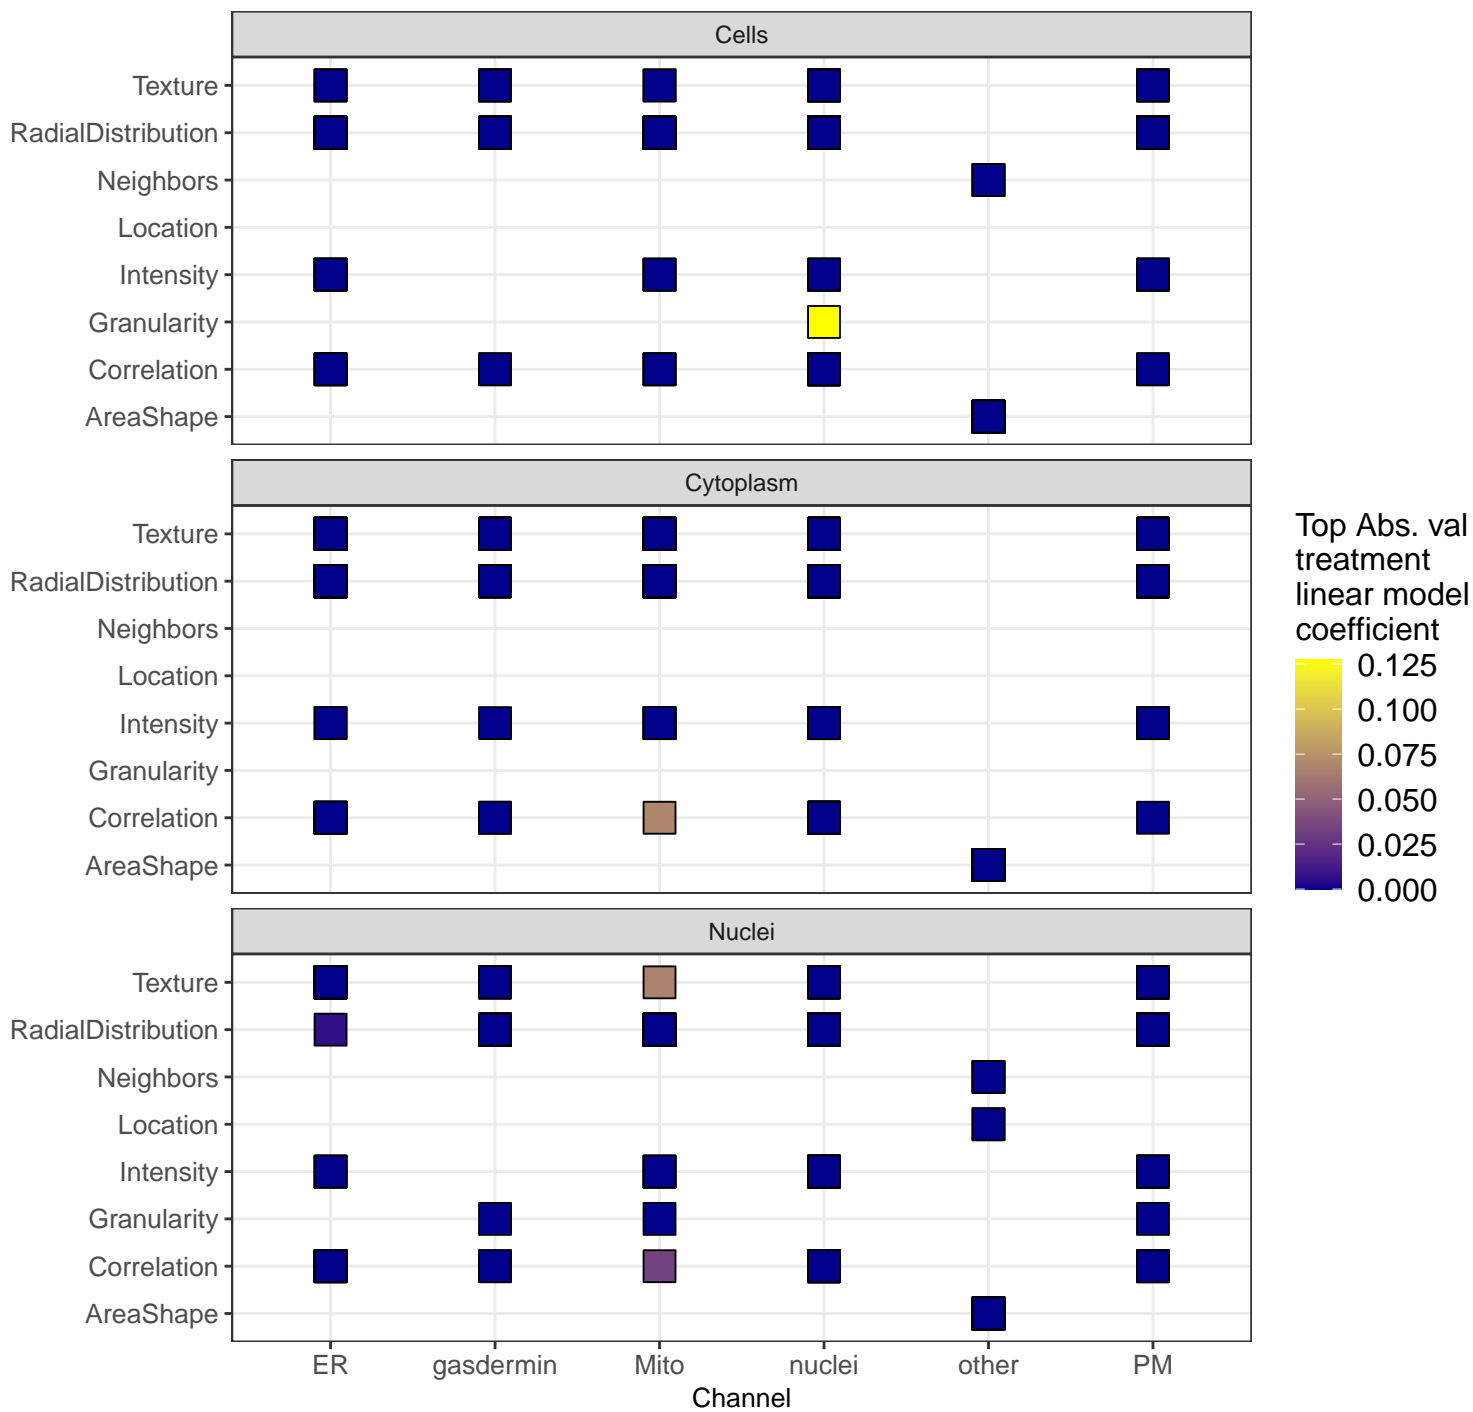 Cells
Texture
RadialDistribution
Neighbors
Location
Intensity
Granularity
Correlation
AreaShape
Cytoplasm
Texture
RadialDistribution
Neighbors
Location
Intensity
Granularity
Correlation
AreaShape
Nuclei
Texture
RadialDistribution
Neighbors
Location
Intensity
Granularity
Correlation
AreaShape
ER gasdermin Mito nuclei other PM
Channel
Top Abs. val
treatment
linear model
coefficient
0.125
0.100
0.075
0.050
0.025
0.000